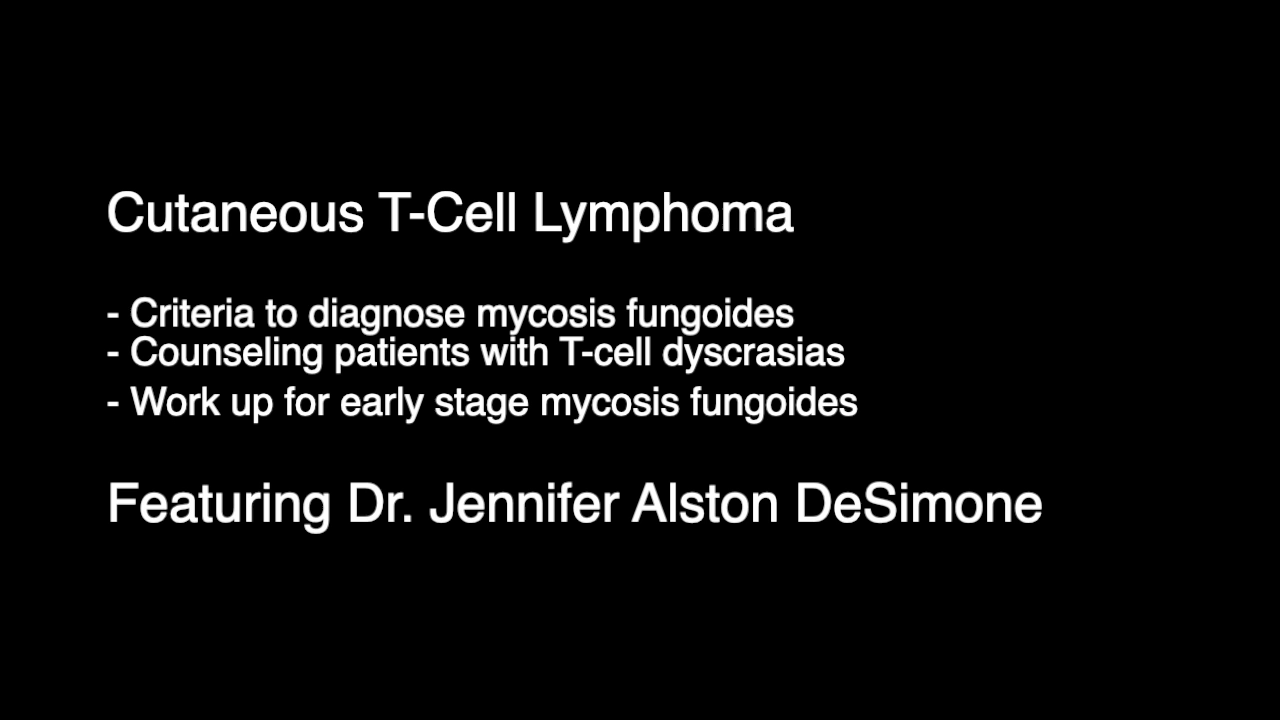 Cutaneous T-Cell Lymphoma
- Criteria to diagnose mycosis fungoides
- Counseling patients with T-cell dyscrasias
- Work up for early stage mycosis fungoides
Featuring Dr. Jennifer Alston DeSimone